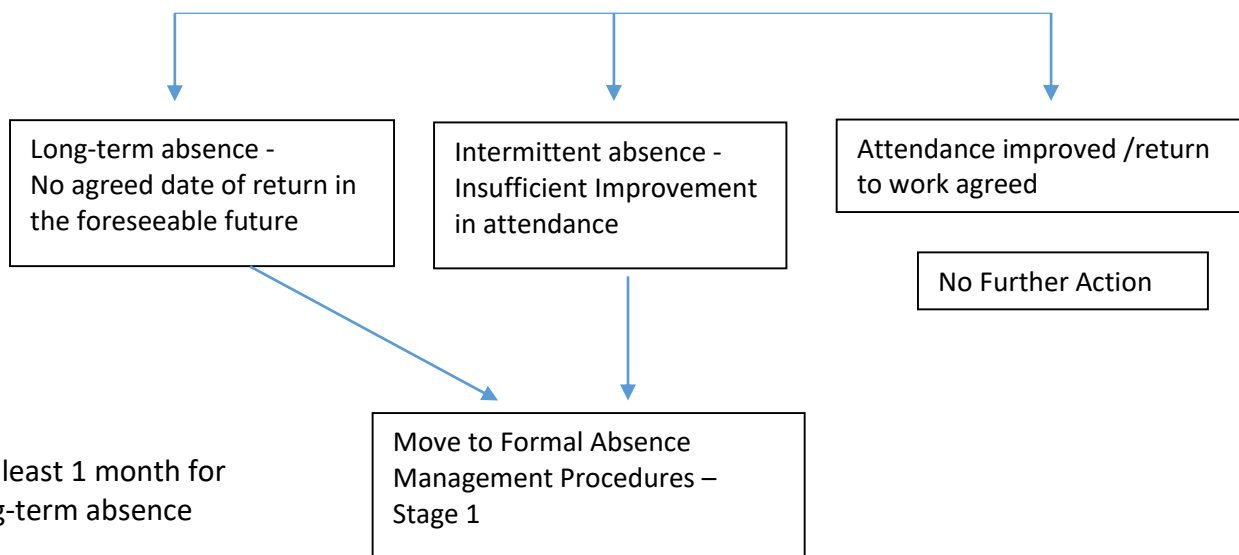 Long-term absence -
No agreed date of return in
the foreseeable future
Intermittent absence -
Insufficient Improvement
in attendance
Attendance improved /return
to work agreed
No Further Action
Move to Formal Absence
Management Procedures –
Stage 1
least 1 month for
g-term absence